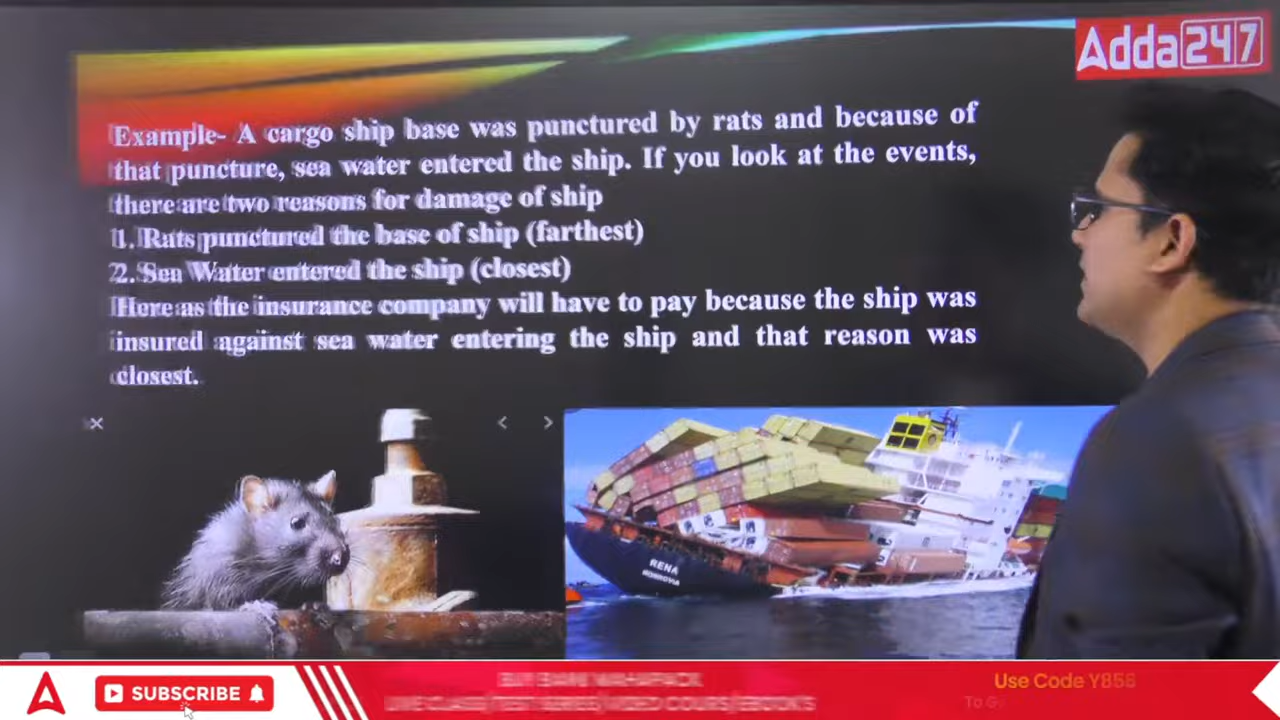 Adda247
Example- A cargo ship base was punctured by rats and because of
that puncture, sea water entered the ship. If you look at the events,
there are two reasons for damage of ship
1. Rats punctured the base of ship (farthest)
2. Sea Water entered the ship (closest)
Here as the insurance company will have to pay because the ship was
insured against sea water entering the ship and that reason was
closest.
RENA
MONROVIA
SUBSCRIBE
Use Code